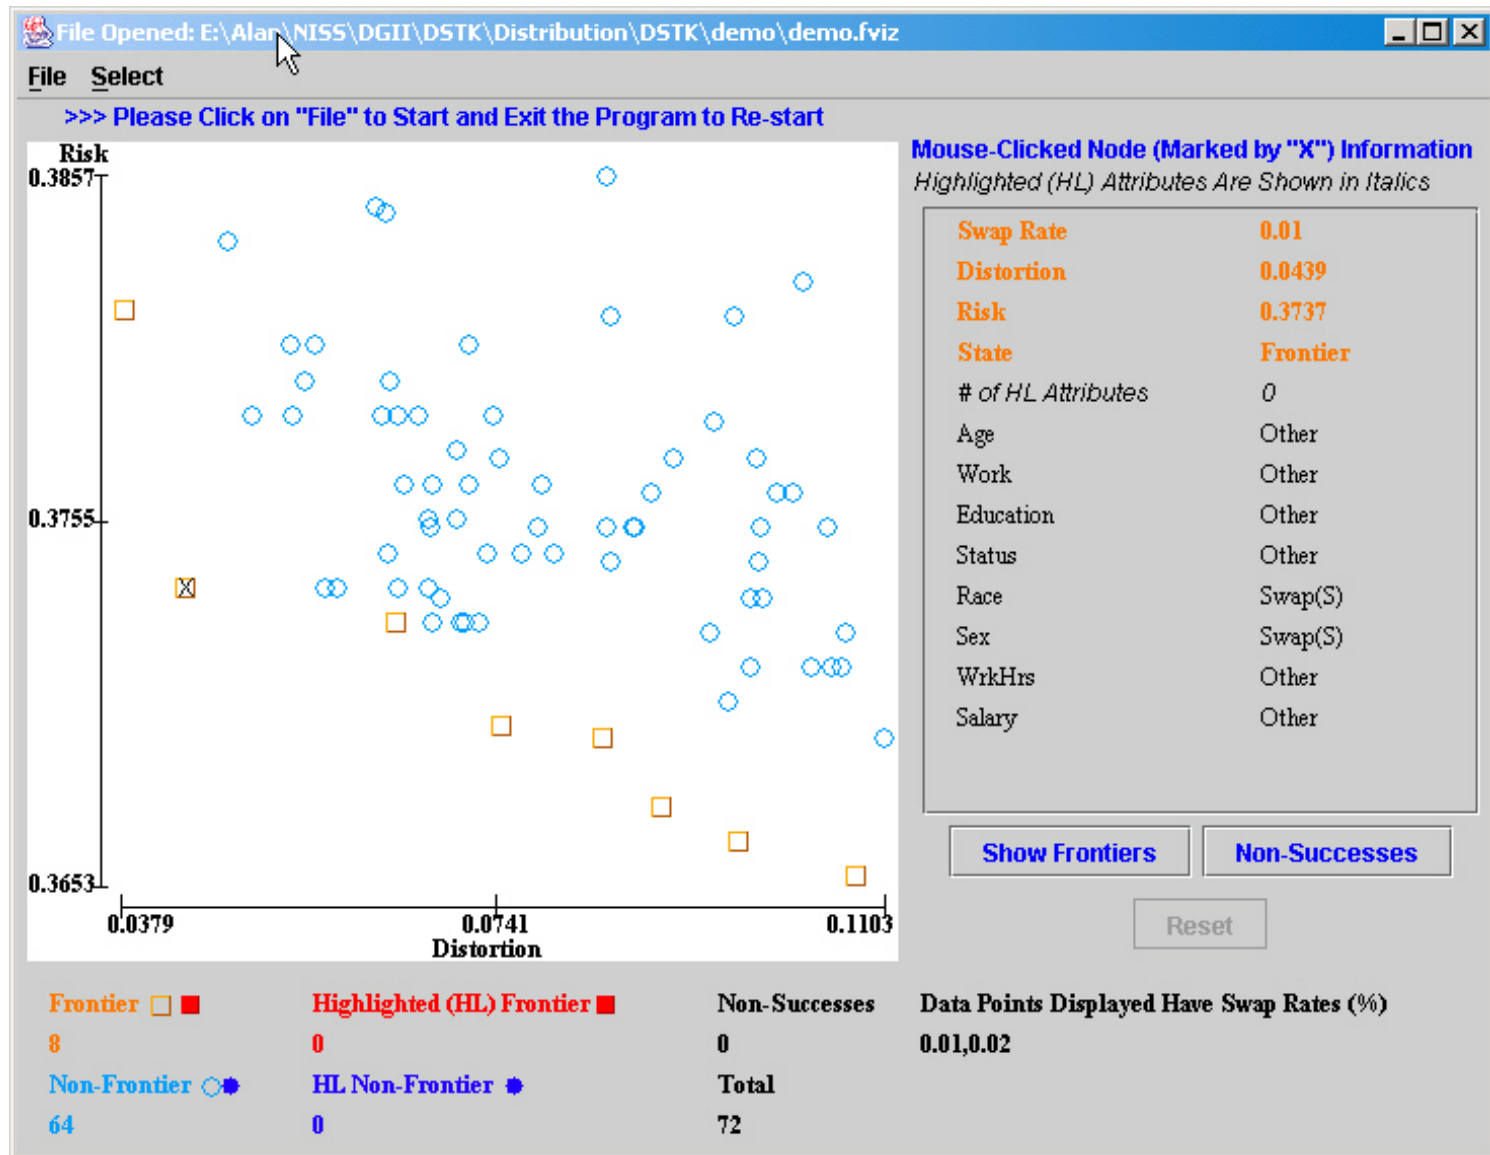 File Opened: E:\Alan\NISS\DGII\DSTK\Distribution\DSTK\demo\demo.fviz
File Select
>>> Please Click on "File" to Start and Exit the Program to Re-start
Risk
0.3857
0.3755
0.3653
0.0379 0.0741 0.1103
Distortion
X
Mouse-Clicked Node (Marked by "X") Information
Highlighted (HL) Attributes Are Shown in Italics
Swap Rate 0.01
Distortion 0.0439
Risk 0.3737
State Frontier
# of HL Attributes 0
Age Other
Work Other
Education Other
Status Other
Race Swap(S)
Sex Swap(S)
WrkHrs Other
Salary Other
Show Frontiers Non-Successes
Reset
Frontier Highlighted (HL) Frontier Non-Successes Data Points Displayed Have Swap Rates (%)
8 0 0 0.01,0.02
Non-Frontier HL Non-Frontier Total
64 0 72